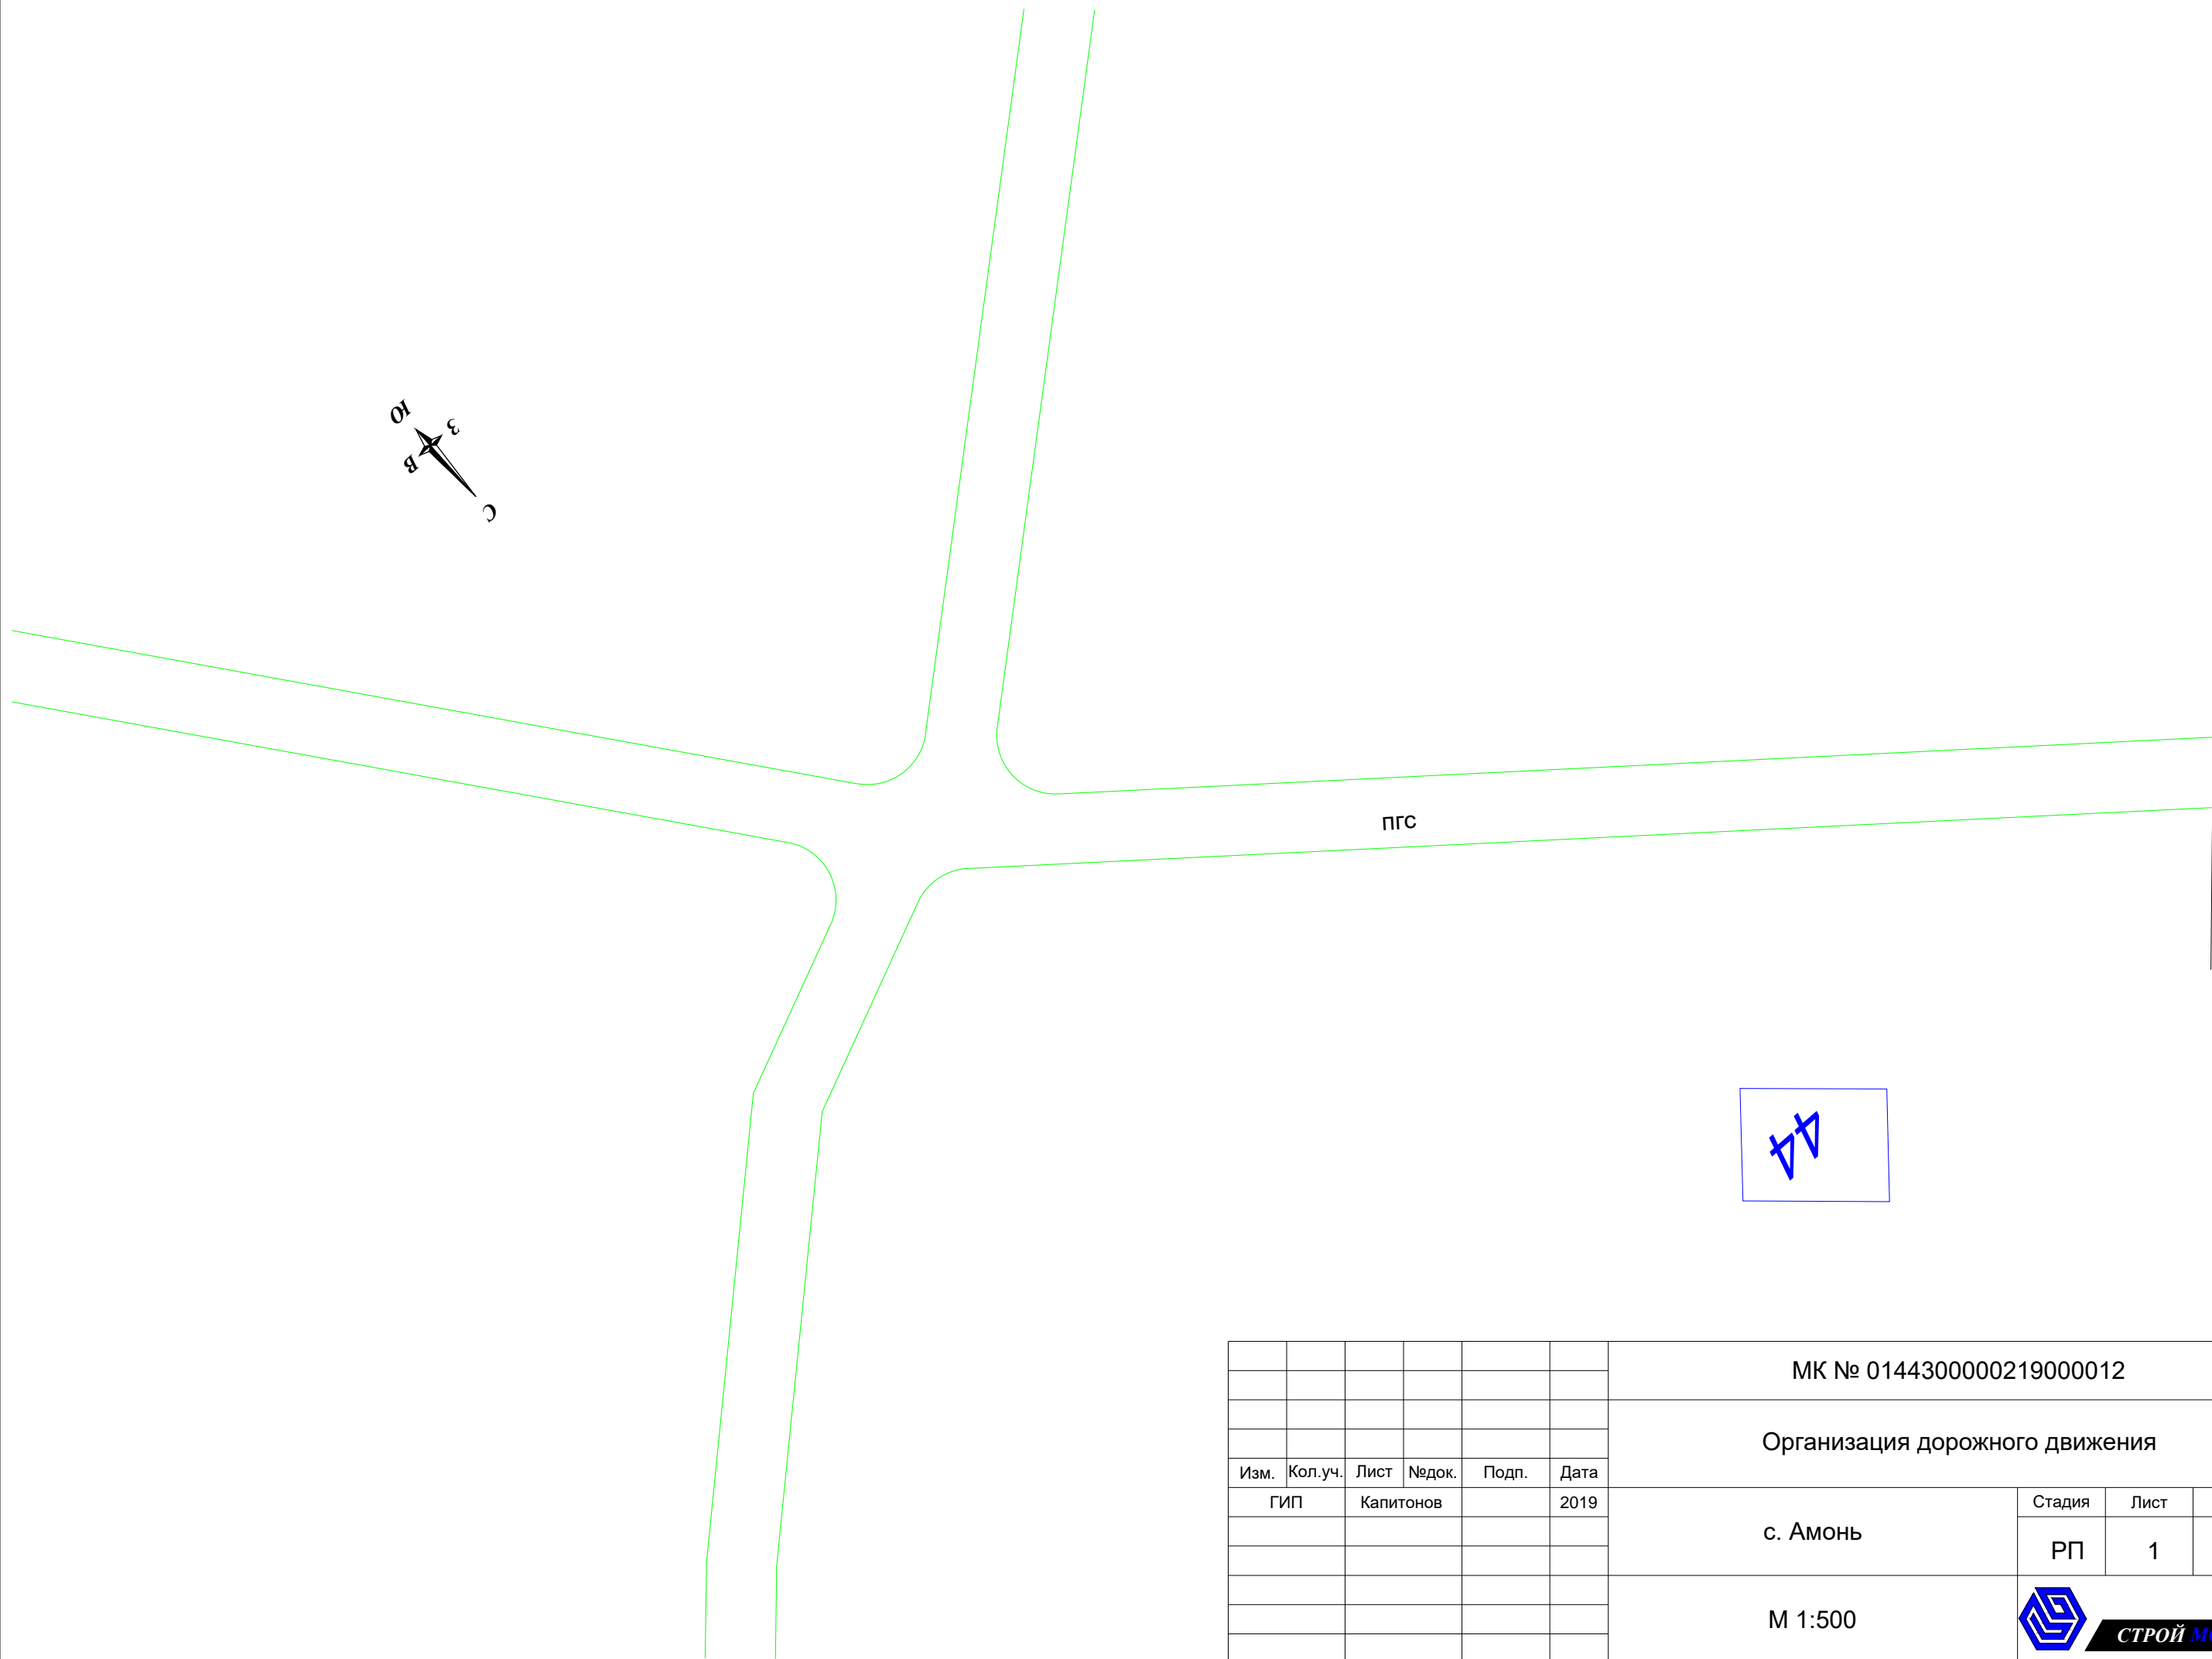 Ю
З
В
С
ПГС
44
МК № 0144300000219000012
Организация дорожного движения
Изм. Кол.уч. Лист №док. Подп. Дата
ГИП Капитонов 2019
Стадия Лист
с. Амонь
РП 1
М 1:500
СТРОЙ